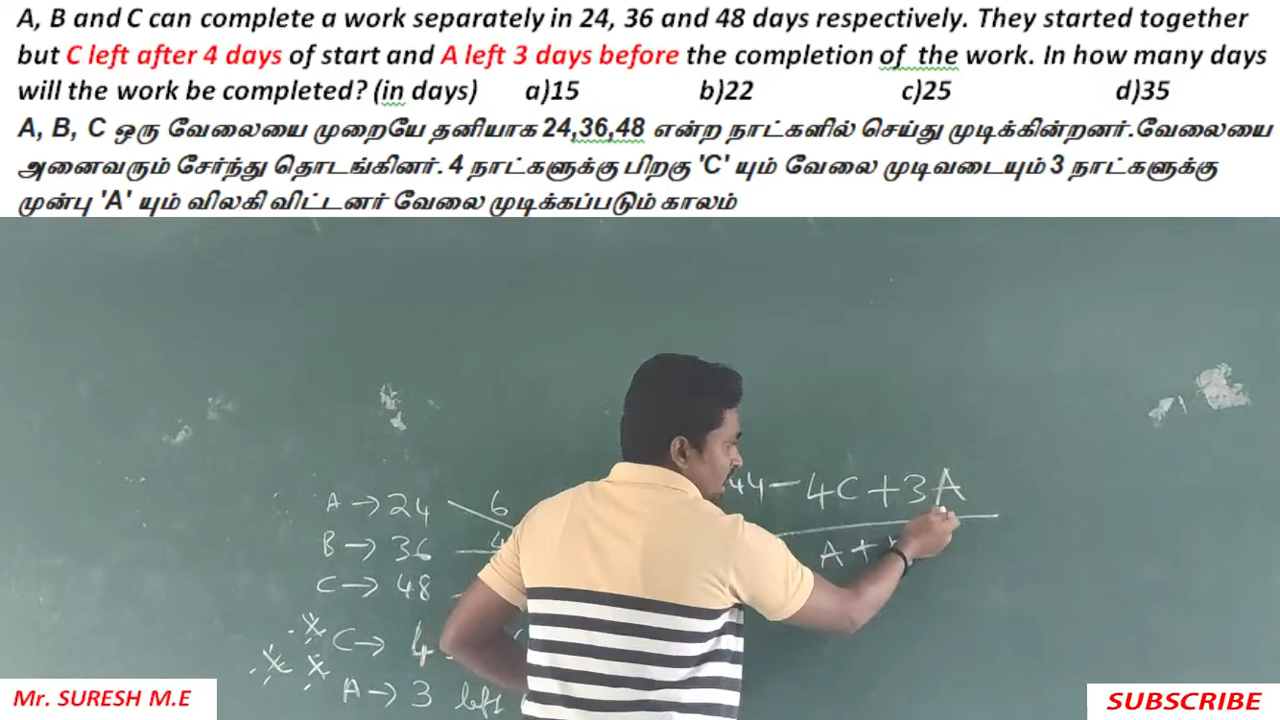 A, B and C can complete a work separately in 24, 36 and 48 days respectively. They started together
but C left after 4 days of start and A left 3 days before the completion of the work. In how many days
will the work be completed? (in days) a)15 b)22 c)25 d)35
A, B, C ஒரு வேலையை முறையே தனியாக 24,36,48 என்ற நாட்களில் செய்து முடிக்கின்றனர்.வேலையை
அனைவரும் சேர்ந்து தொடங்கினர். 4 நாட்களுக்கு பிறகு 'C' யும் வேலை முடிவடையும் 3 நாட்களுக்கு
முன்பு 'A' யும் விலகி விட்டனர் வேலை முடிக்கப்படும் காலம்
A → 24 6
B → 36 4
C → 48
C → 4
A → 3 left
44 - 4C + 3A
A +
Mr. SURESH M.E
SUBSCRIBE